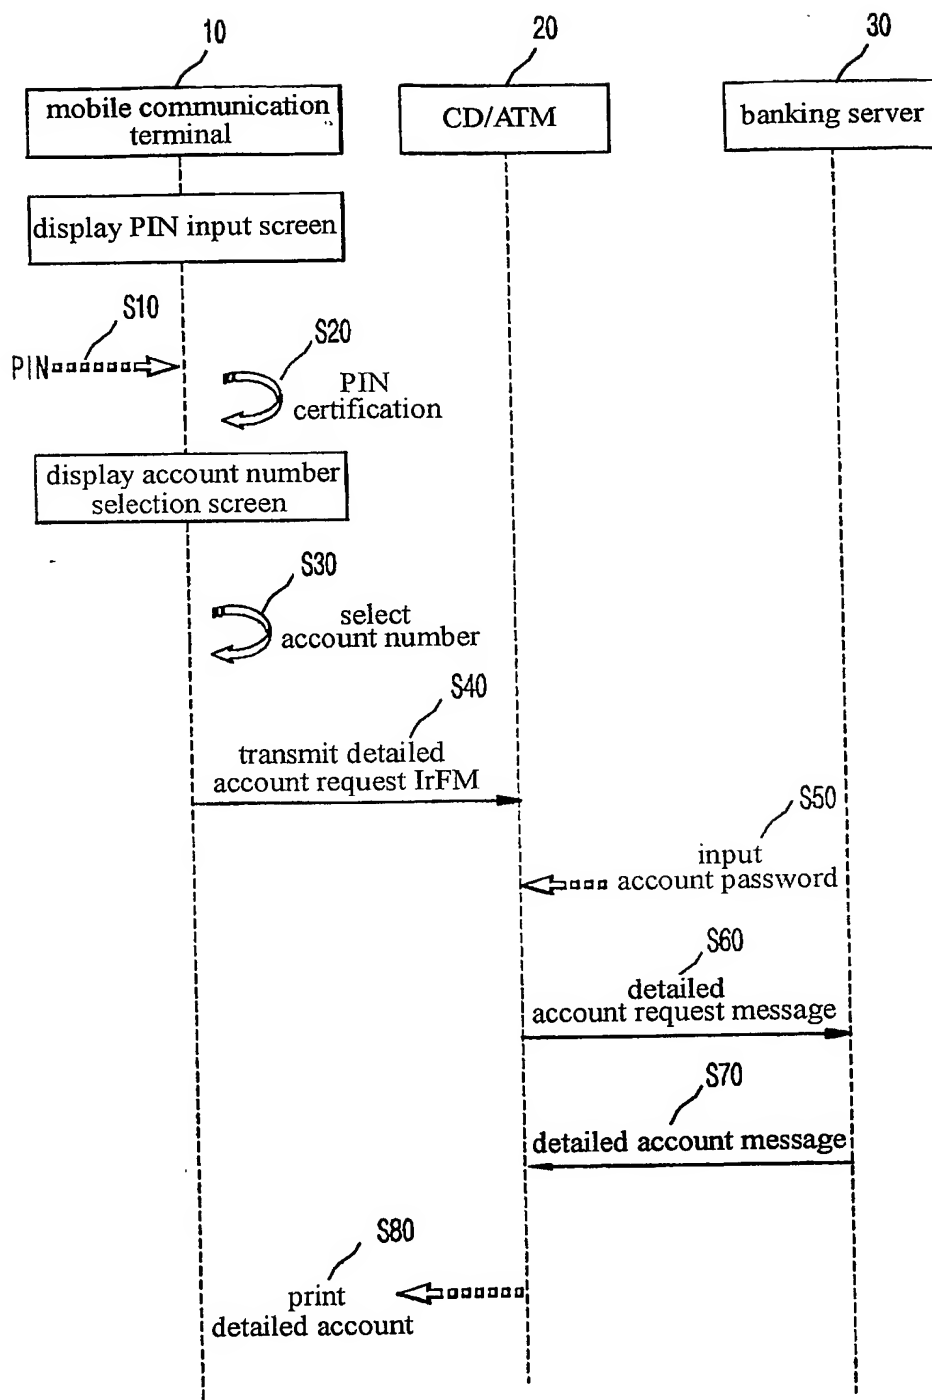 10
20
30
mobile communication
terminal
CD/ATM
banking server
display PIN input screen
S10
PIN
S20
PIN
certification
display account number
selection screen
S30
select
account number
S40
transmit detailed
account request IrFM
S50
input
account password
S60
detailed
account request message
S70
detailed account message
S80
print
detailed account